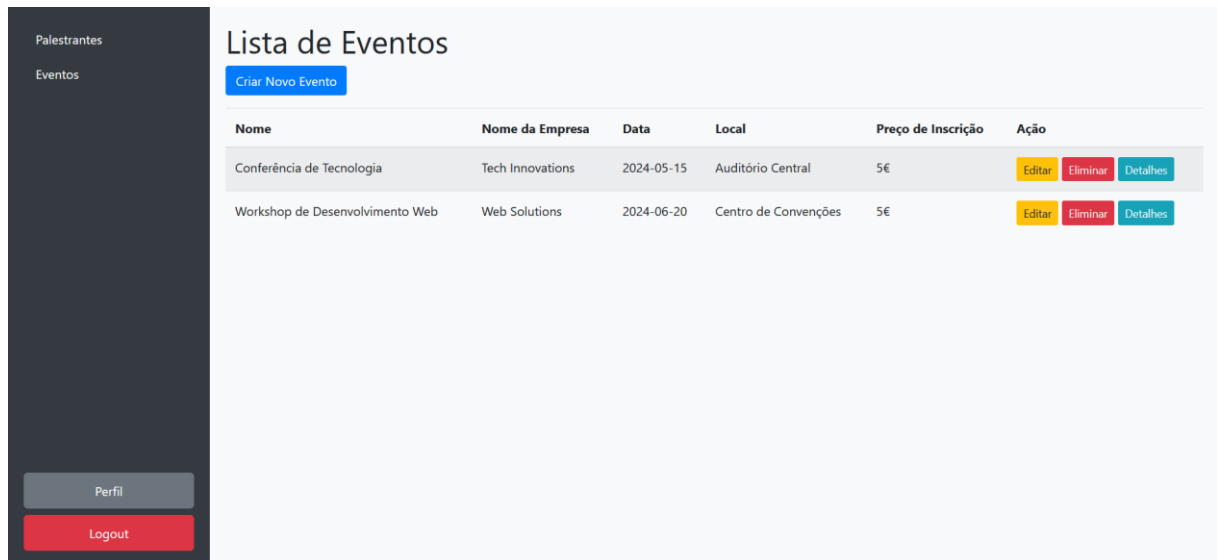 Palestrantes
Eventos
Perfil
Logout
Lista de Eventos
Criar Novo Evento
Nome Nome da Empresa Data Local Preço de Inscrição Ação
Conferência de Tecnologia Tech Innovations 2024-05-15 Auditório Central 5€ Editar Eliminar Detalhes
Workshop de Desenvolvimento Web Web Solutions 2024-06-20 Centro de Convenções 5€ Editar Eliminar Detalhes